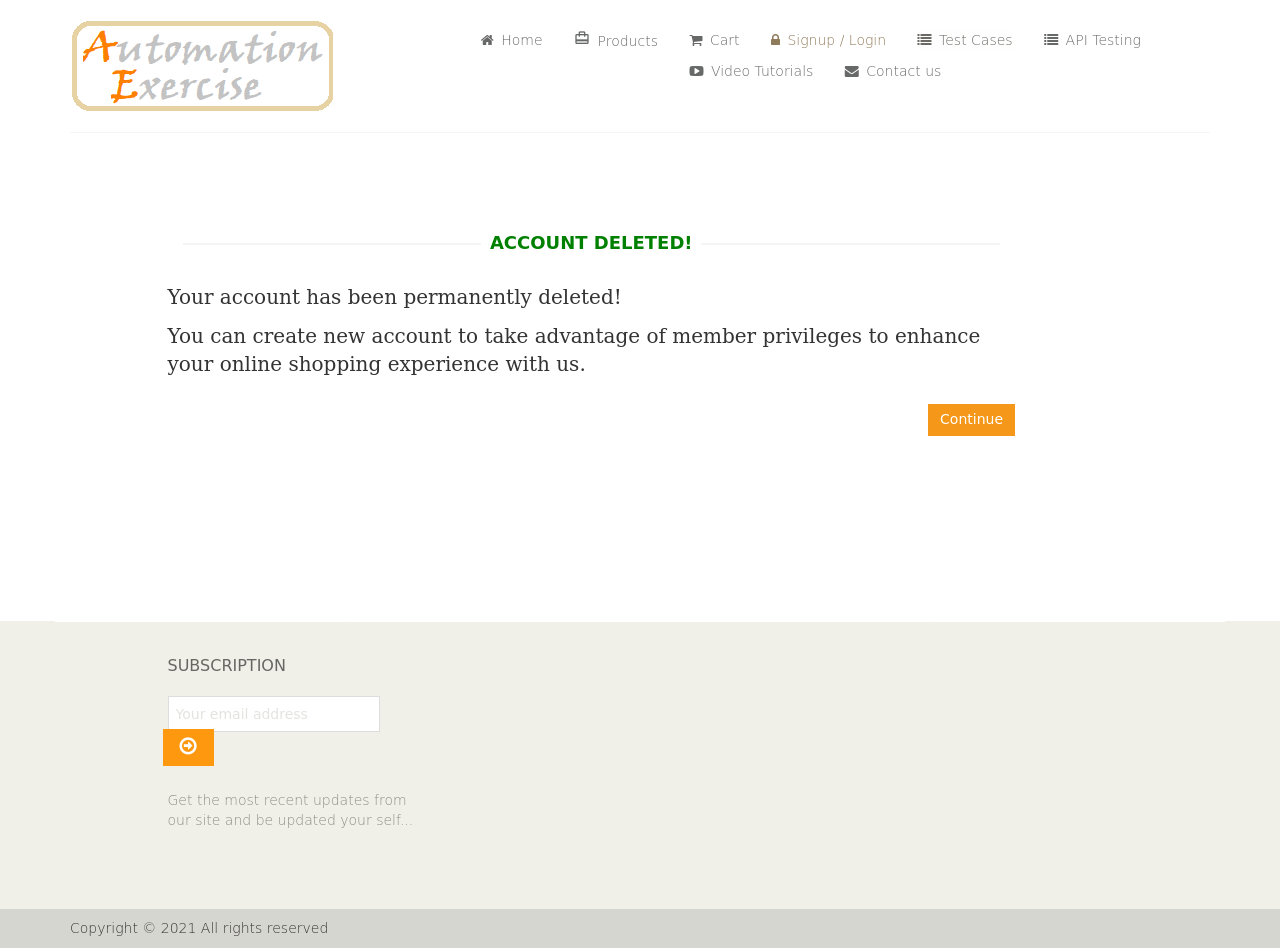 Automation
Exercise
Home
Products
Cart
Signup / Login
Test Cases
API Testing
Video Tutorials
Contact us
ACCOUNT DELETED!
Your account has been permanently deleted!
You can create new account to take advantage of member privileges to enhance
your online shopping experience with us.
Continue
SUBSCRIPTION
Your email address
Get the most recent updates from
our site and be updated your self...
Copyright © 2021 All rights reserved